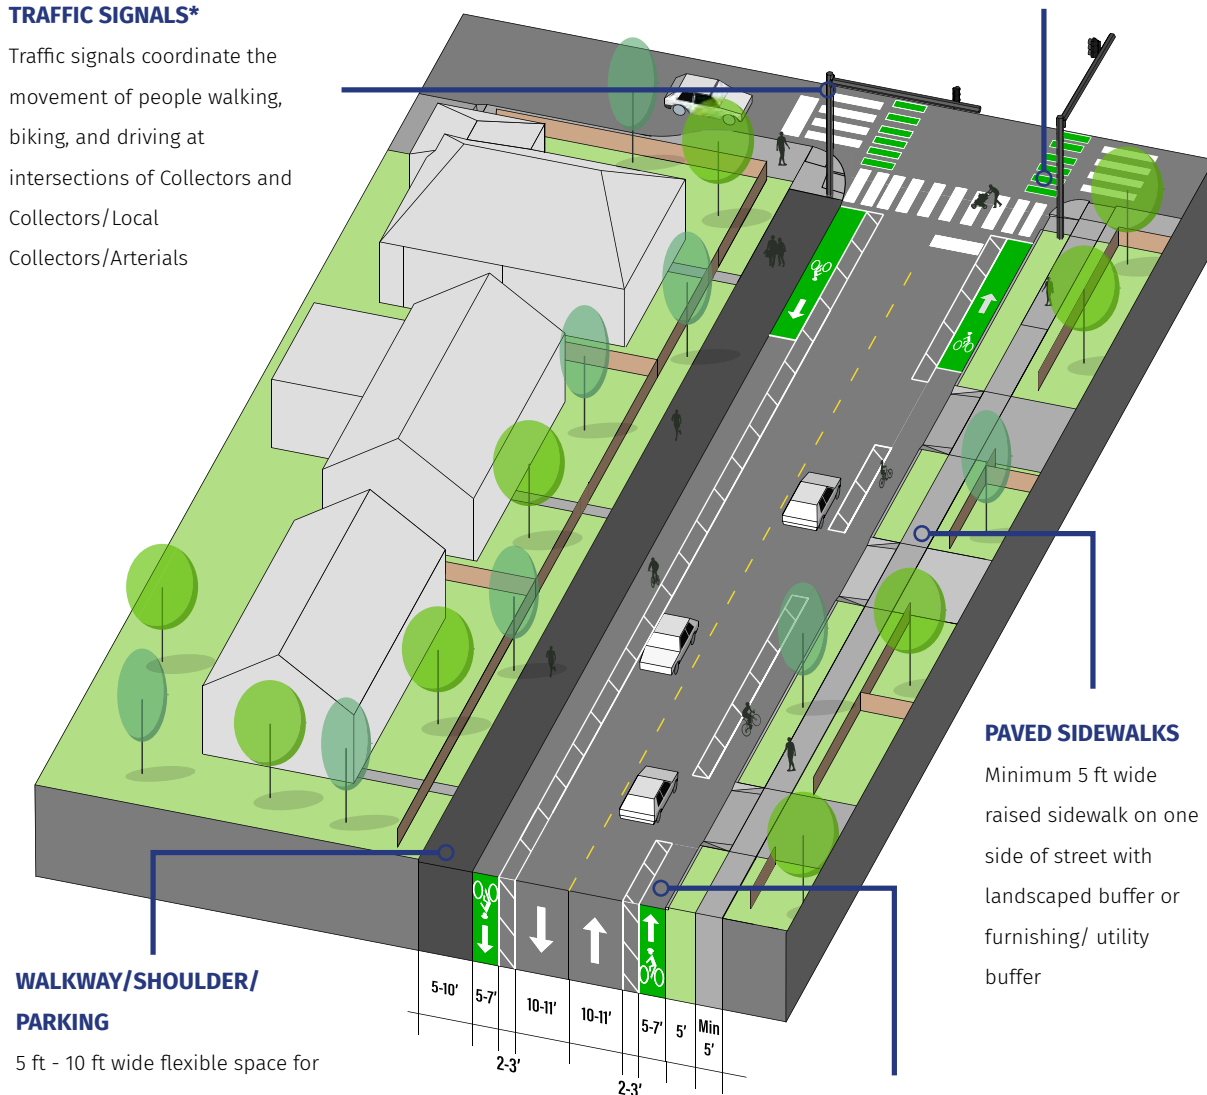 TRAFFIC SIGNALS*
Traffic signals coordinate the
movement of people walking,
biking, and driving at
intersections of Collectors and
Collectors/Local
Collectors/Arterials
PAVED SIDEWALKS
Minimum 5 ft wide
raised sidewalk on one
side of street with
landscaped buffer or
furnishing/ utility
buffer
WALKWAY/SHOULDER/
PARKING
5 ft - 10 ft wide flexible space for
5-10'
5-7'
2-3'
10-11'
10-11'
2-3'
5-7'
5'
Min
5'